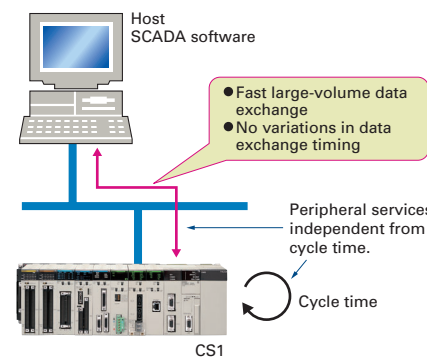 Host
SCADA software
●Fast large-volume data
exchange
●No variations in data
exchange timing
Peripheral services
independent from
cycle time.
Cycle time
CS1